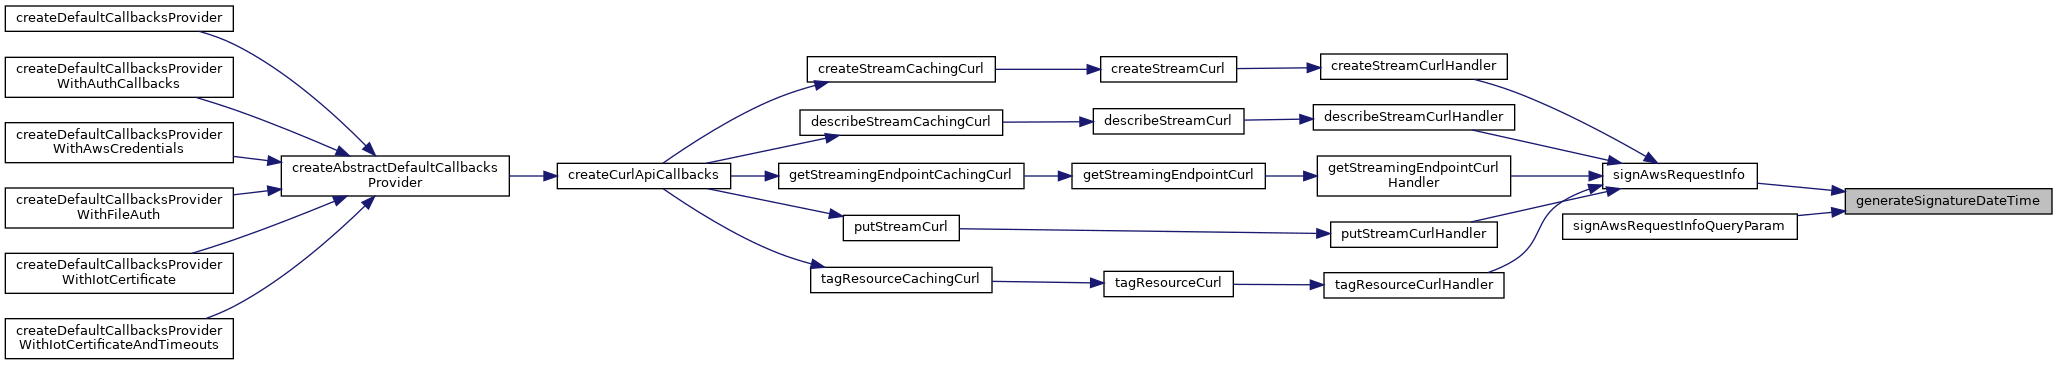 createDefaultCallbacksProvider
createDefaultCallbacksProvider
WithAuthCallbacks
createDefaultCallbacksProvider
WithAwsCredentials
createDefaultCallbacksProvider
WithFileAuth
createDefaultCallbacksProvider
WithIotCertificate
createDefaultCallbacksProvider
WithIotCertificateAndTimeouts
createAbstractDefaultCallbacks
Provider
createCurlApiCallbacks
createStreamCachingCurl
describeStreamCachingCurl
getStreamingEndpointCachingCurl
putStreamCurl
tagResourceCachingCurl
createStreamCurl
describeStreamCurl
getStreamingEndpointCurl
tagResourceCurl
createStreamCurlHandler
describeStreamCurlHandler
getStreamingEndpointCurl
Handler
putStreamCurlHandler
tagResourceCurlHandler
signAwsRequestInfo
signAwsRequestInfoQueryParam
generateSignatureDateTime